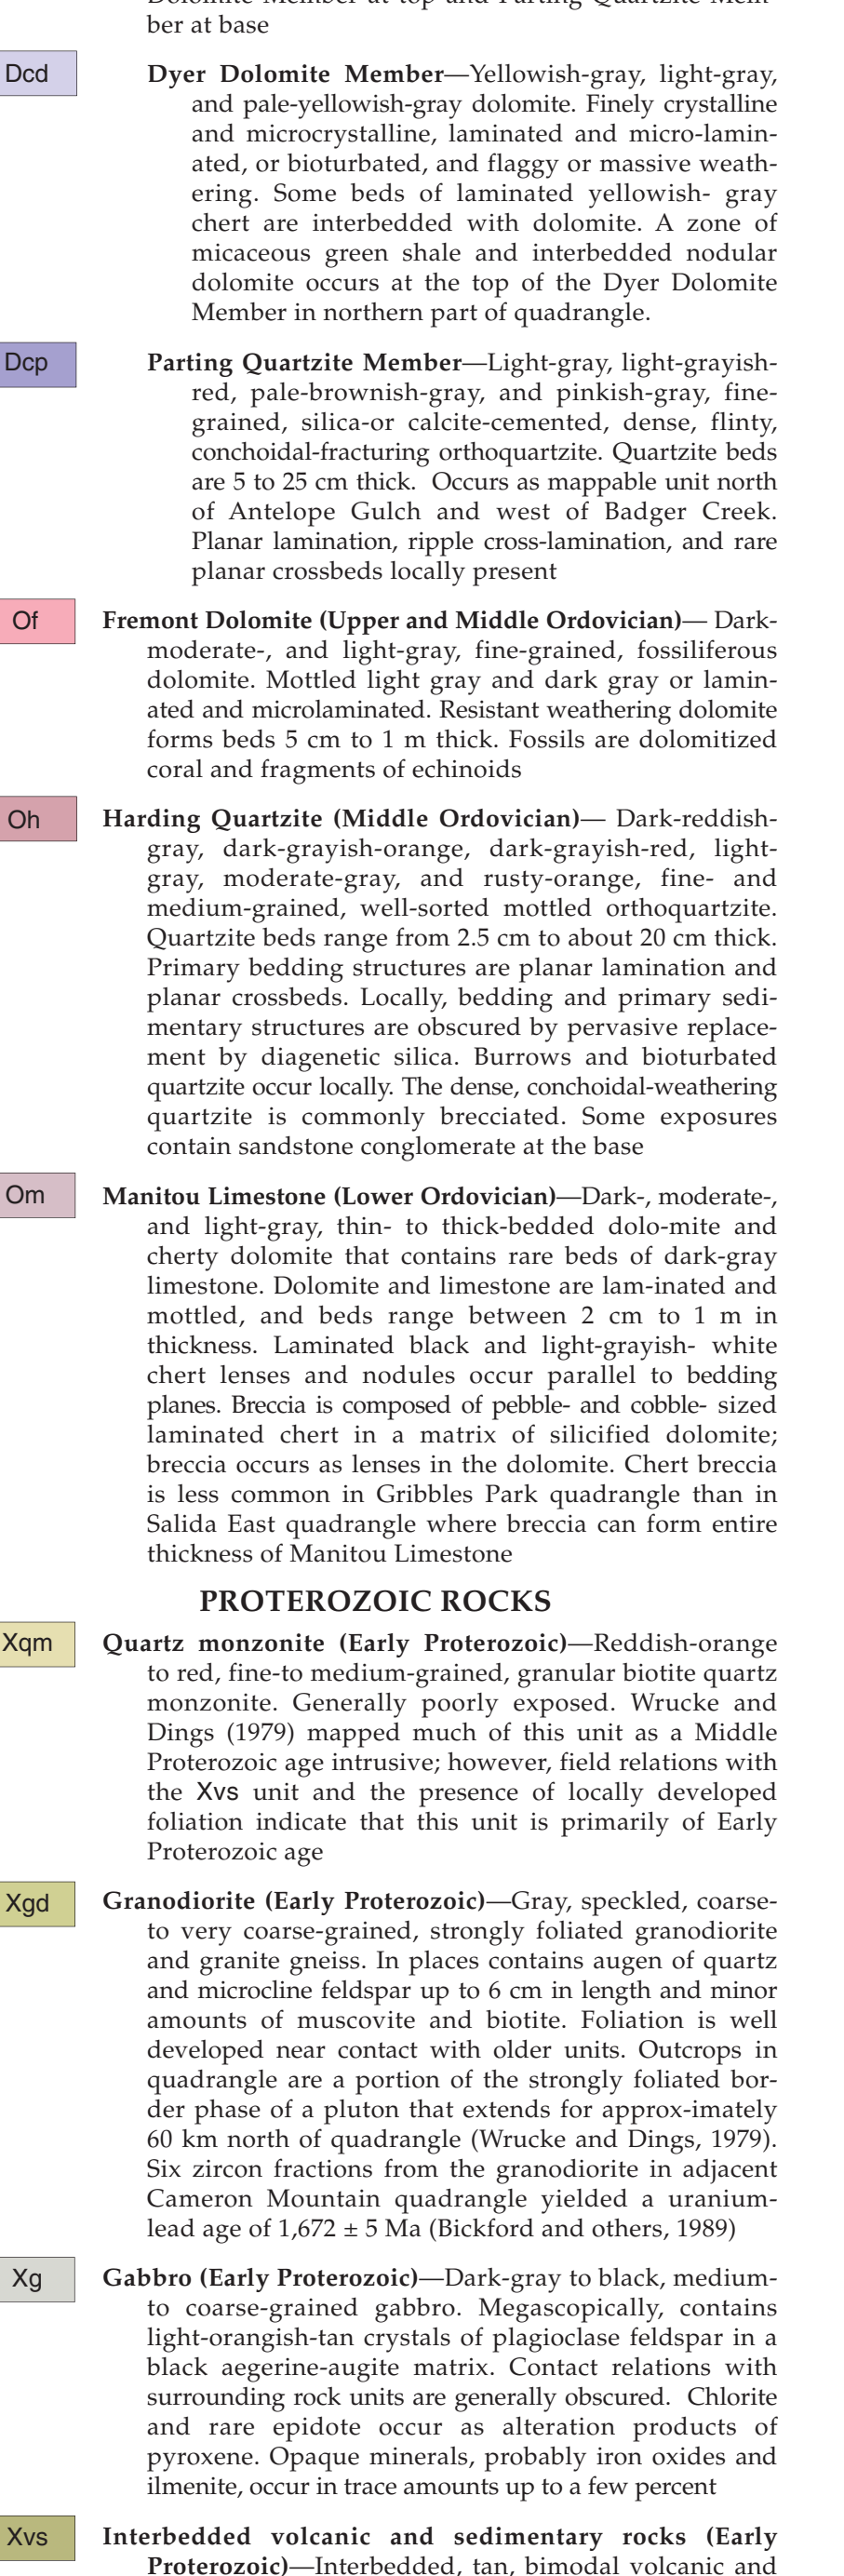 Dolomite Member at top and Parting Quartzite Mem-
ber at base
Dcd
Dyer Dolomite Member—Yellowish-gray, light-gray,
and pale-yellowish-gray dolomite. Finely crystalline
and microcrystalline, laminated and micro-lamin-
ated, or bioturbated, and flaggy or massive weath-
ering. Some beds of laminated yellowish- gray
chert are interbedded with dolomite. A zone of
micaceous green shale and interbedded nodular
dolomite occurs at the top of the Dyer Dolomite
Member in northern part of quadrangle.
Dcp
Parting Quartzite Member—Light-gray, light-grayish-
red, pale-brownish-gray, and pinkish-gray, fine-
grained, silica-or calcite-cemented, dense, flinty,
conchoidal-fracturing orthoquartzite. Quartzite beds
are 5 to 25 cm thick. Occurs as mappable unit north
of Antelope Gulch and west of Badger Creek.
Planar lamination, ripple cross-lamination, and rare
planar crossbeds locally present
Of
Fremont Dolomite (Upper and Middle Ordovician)— Dark-
moderate-, and light-gray, fine-grained, fossiliferous
dolomite. Mottled light gray and dark gray or lamin-
ated and microlaminated. Resistant weathering dolomite
forms beds 5 cm to 1 m thick. Fossils are dolomitized
coral and fragments of echinoids
Oh
Harding Quartzite (Middle Ordovician)— Dark-reddish-
gray, dark-grayish-orange, dark-grayish-red, light-
gray, moderate-gray, and rusty-orange, fine- and
medium-grained, well-sorted mottled orthoquartzite.
Quartzite beds range from 2.5 cm to about 20 cm thick.
Primary bedding structures are planar lamination and
planar crossbeds. Locally, bedding and primary sedi-
mentary structures are obscured by pervasive replace-
ment by diagenetic silica. Burrows and bioturbated
quartzite occur locally. The dense, conchoidal-weathering
quartzite is commonly brecciated. Some exposures
contain sandstone conglomerate at the base
Om
Manitou Limestone (Lower Ordovician)—Dark-, moderate-,
and light-gray, thin- to thick-bedded dolo-mite and
cherty dolomite that contains rare beds of dark-gray
limestone. Dolomite and limestone are lam-inated and
mottled, and beds range between 2 cm to 1 m in
thickness. Laminated black and light-grayish- white
chert lenses and nodules occur parallel to bedding
planes. Breccia is composed of pebble- and cobble- sized
laminated chert in a matrix of silicified dolomite;
breccia occurs as lenses in the dolomite. Chert breccia
is less common in Gribbles Park quadrangle than in
Salida East quadrangle where breccia can form entire
thickness of Manitou Limestone
PROTEROZOIC ROCKS
Xqm
Quartz monzonite (Early Proterozoic)—Reddish-orange
to red, fine-to medium-grained, granular biotite quartz
monzonite. Generally poorly exposed. Wrucke and
Dings (1979) mapped much of this unit as a Middle
Proterozoic age intrusive; however, field relations with
the Xvs unit and the presence of locally developed
foliation indicate that this unit is primarily of Early
Proterozoic age
Xgd
Granodiorite (Early Proterozoic)—Gray, speckled, coarse-
to very coarse-grained, strongly foliated granodiorite
and granite gneiss. In places contains augen of quartz
and microcline feldspar up to 6 cm in length and minor
amounts of muscovite and biotite. Foliation is well
developed near contact with older units. Outcrops in
quadrangle are a portion of the strongly foliated bor-
der phase of a pluton that extends for approx-imately
60 km north of quadrangle (Wrucke and Dings, 1979).
Six zircon fractions from the granodiorite in adjacent
Cameron Mountain quadrangle yielded a uranium-
lead age of 1,672 ± 5 Ma (Bickford and others, 1989)
Xg
Gabbro (Early Proterozoic)—Dark-gray to black, medium-
to coarse-grained gabbro. Megascopically, contains
light-orangish-tan crystals of plagioclase feldspar in a
black aegerine-augite matrix. Contact relations with
surrounding rock units are generally obscured. Chlorite
and rare epidote occur as alteration products of
pyroxene. Opaque minerals, probably iron oxides and
ilmenite, occur in trace amounts up to a few percent
Xvs
Interbedded volcanic and sedimentary rocks (Early
Proterozoic)—Interbedded, tan, bimodal volcanic and